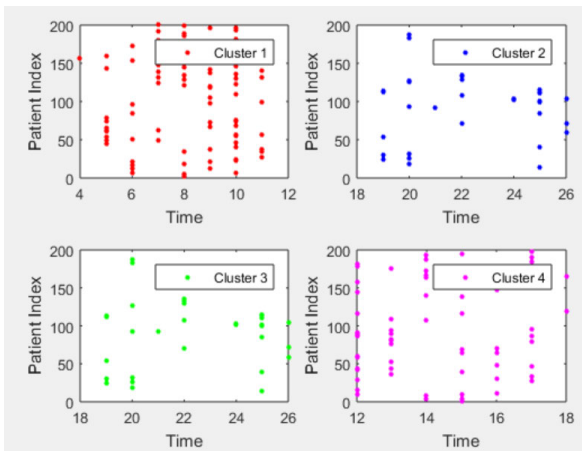 200
150
100
50
0
Patient Index
4 6 8 10 12
Time
Cluster 1
200
150
100
50
0
Patient Index
18 20 22 24 26
Time
Cluster 2
200
150
100
50
0
Patient Index
18 20 22 24 26
Time
Cluster 3
200
150
100
50
0
Patient Index
12 14 16 18
Time
Cluster 4